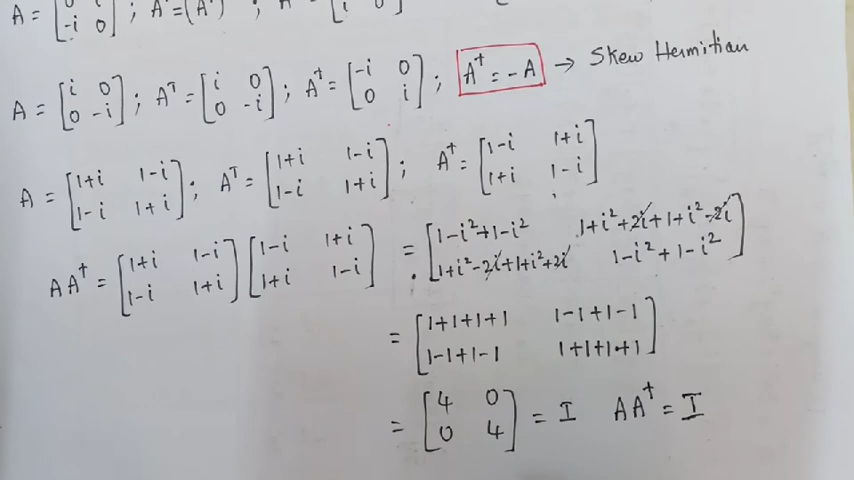 A = [ i ; -i 0 ] ; A = (A ) ; A = [ i 0 ]
A = [ i 0 ; 0 -i ] ; Aᵀ = [ i 0 ; 0 -i ] ; A† = [ -i 0 ; 0 i ] ; A† = -A → Skew Hermitian
A = [ 1+i 1-i ; 1-i 1+i ] ; Aᵀ = [ 1+i 1-i ; 1-i 1+i ] ; A† = [ 1-i 1+i ; 1+i 1-i ]
AA† = [ 1+i 1-i ; 1-i 1+i ] [ 1-i 1+i ; 1+i 1-i ] = [ 1-i²+1-i² 1+i²+2i+1+i²-2i ; 1+i²-2i+1+i²+2i 1-i²+1-i² ]
= [ 1+1+1+1 1-1+1-1 ; 1-1+1-1 1+1+1+1 ]
= [ 4 0 ; 0 4 ] = I AA† = I